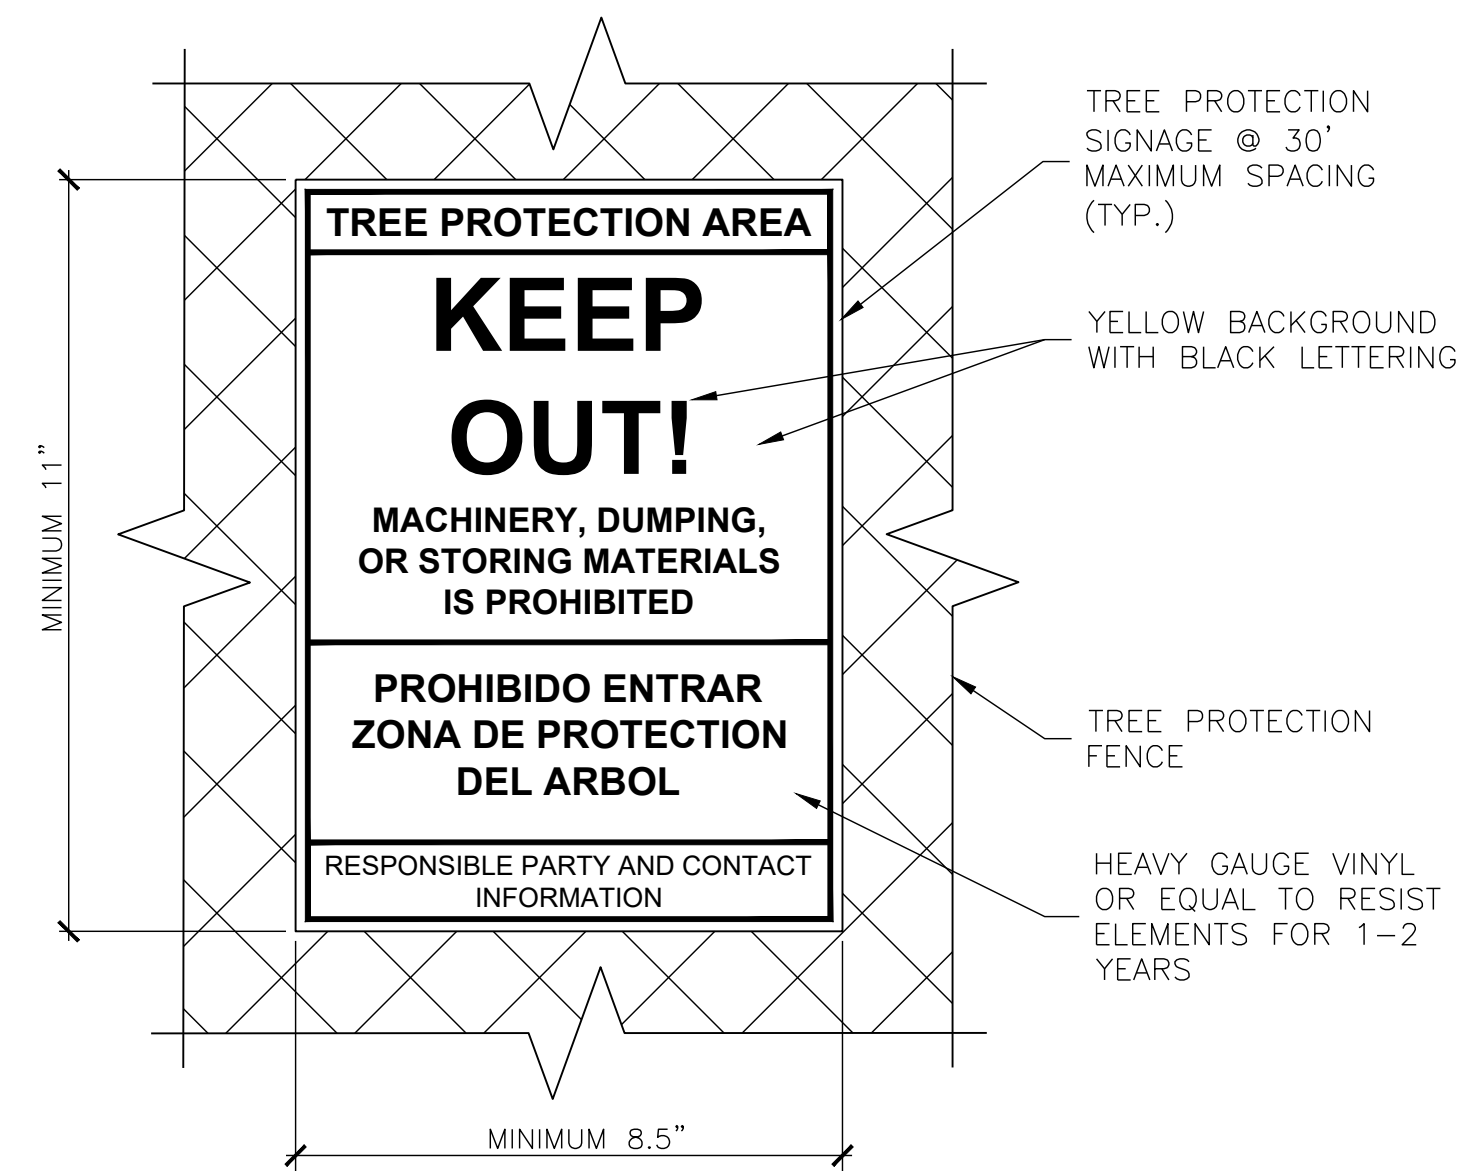 TREE PROTECTION AREA
KEEP
OUT!
MACHINERY, DUMPING,
OR STORING MATERIALS
IS PROHIBITED
PROHIBIDO ENTRAR
ZONA DE PROTECTION
DEL ARBOL
RESPONSIBLE PARTY AND CONTACT
INFORMATION
MINIMUM 11"
MINIMUM 8.5"
TREE PROTECTION
SIGNAGE @ 30'
MAXIMUM SPACING
(TYP.)
YELLOW BACKGROUND
WITH BLACK LETTERING
TREE PROTECTION
FENCE
HEAVY GAUGE VINYL
OR EQUAL TO RESIST
ELEMENTS FOR 1-2
YEARS